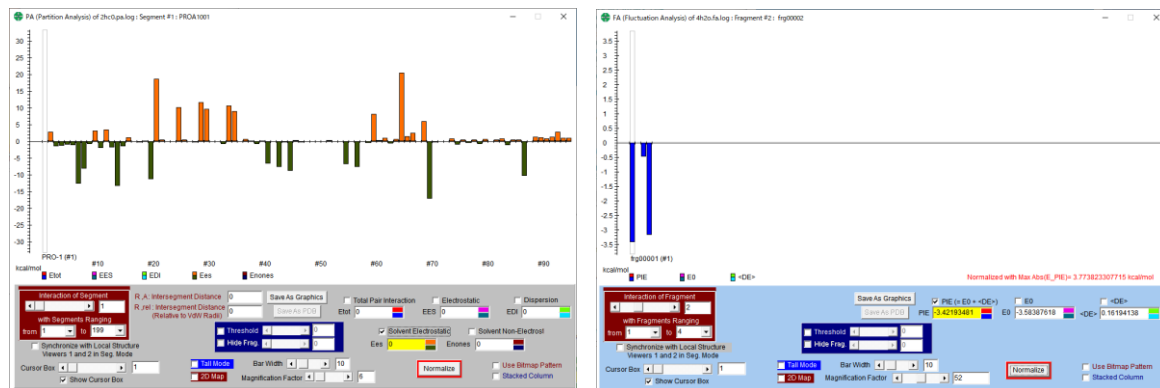 PA (Partition Analysis) of 2hc0.pa.log : Segment #1 : PROA1001
30
25
20
15
10
5
0
-5
-10
-15
-20
-25
-30
PRO-1 (#1)
#10
#20
#30
#40
#50
#60
#70
#80
#90
kcal/mol
Etot
EES
EDI
Ees
Enones
Interaction of Segment
1
with Segments Ranging
from 1 to 199
R_A: Intersegment Distance 0
R_rel : Intersegment Distance 0
(Relative to VdW Radii)
Save As Graphics
Save As PDB
Total Pair Interaction
Electrostatic
Dispersion
Etot 0
EES 0
EDI 0
Threshold 0
Hide Frag. 0
Solvent Electrostatic
Solvent Non-Electrost
Ees 0
Enones 0
Synchronize with Local Structure
Viewers 1 and 2 in Seg. Mode
Cursor Box 1
Show Cursor Box
Tall Mode
2D Map
Bar Width 10
Magnification Factor 6
Normalize
Use Bitmap Pattern
Stacked Column
FA (Fluctuation Analysis) of 4h2o.fa.log : Fragment #2 : frg00002
3.5
3
2.5
2
1.5
1
0.5
0
-0.5
-1
-1.5
-2
-2.5
-3
-3.5
frg00001 (#1)
kcal/mol
PIE
E0
<DE>
Normalized with Max Abs(E_PIE)= 3.773823307715 kcal/mol
Interaction of Fragment
2
with Fragments Ranging
from 1 to 4
Save As Graphics
Save As PDB
PIE (= E0 + <DE>)
E0
<DE>
PIE -3.42193481
E0 -3.58387618
<DE> 0.16194138
Threshold 0
Hide Frag. 0
Synchronize with Local Structure
Viewers 1 and 2 in Seg. Mode
Cursor Box 1
Show Cursor Box
Tall Mode
2D Map
Bar Width 10
Magnification Factor 52
Normalize
Use Bitmap Pattern
Stacked Column